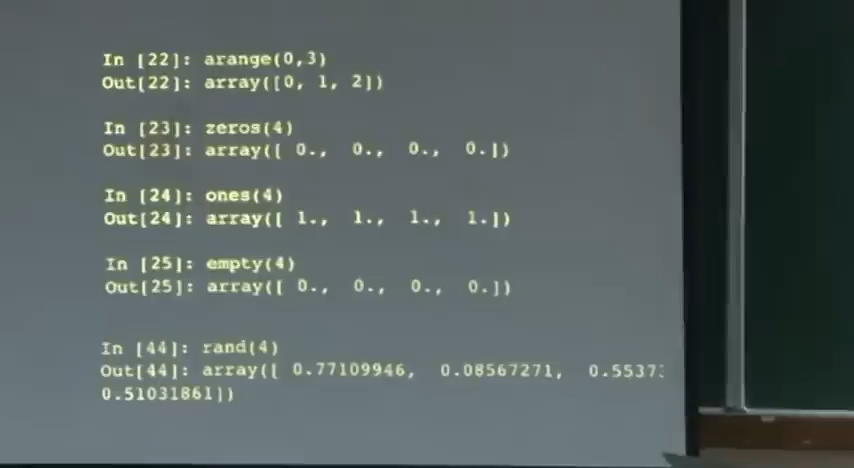 In [22]: arange(0,3)
Out[22]: array([0, 1, 2])
In [23]: zeros(4)
Out[23]: array([ 0.,  0.,  0.,  0.])
In [24]: ones(4)
Out[24]: array([ 1.,  1.,  1.,  1.])
In [25]: empty(4)
Out[25]: array([ 0.,  0.,  0.,  0.])
In [44]: rand(4)
Out[44]: array([ 0.77109946,  0.08567271,  0.5537
0.51031861])